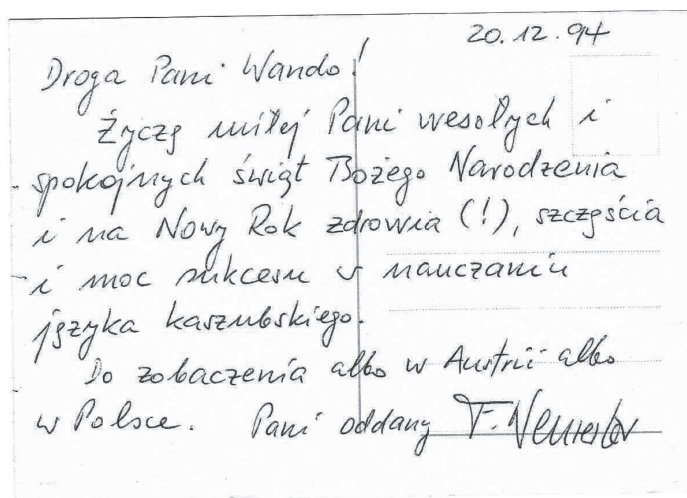 20.12.94
Droga Pani Wando!
Życzę miłej Pani wesołych i
spokojnych świąt Bożego Narodzenia
i na Nowy Rok zdrowia (!), szczęścia
i moc sukcesu w nauczaniu
języka kaszubskiego.
Do zobaczenia albo w Austrii albo
w Polsce. Pani oddany F.